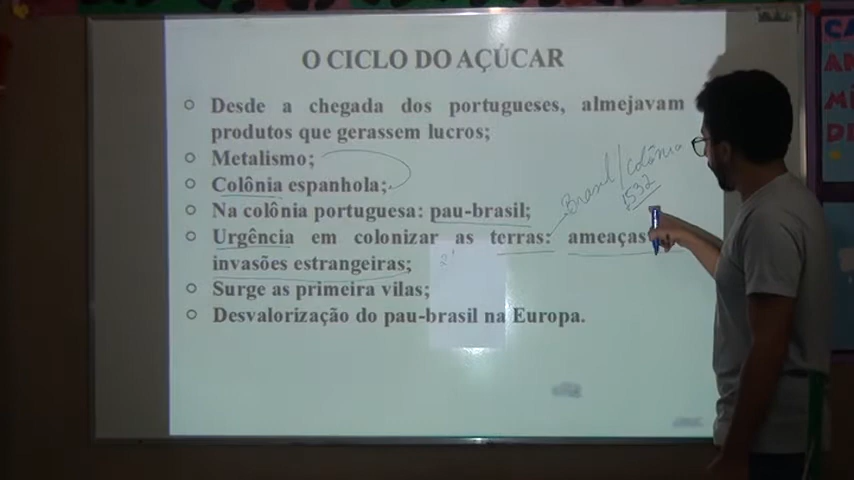 O CICLO DO AÇÚCAR
Desde a chegada dos portugueses, almejavam
produtos que gerassem lucros;
Metalismo;
Colônia espanhola;
Na colônia portuguesa: pau-brasil;
Urgência em colonizar as terras: ameaças
invasões estrangeiras;
Surge as primeira vilas;
Desvalorização do pau-brasil na Europa.
Brasil/Colônia
1532